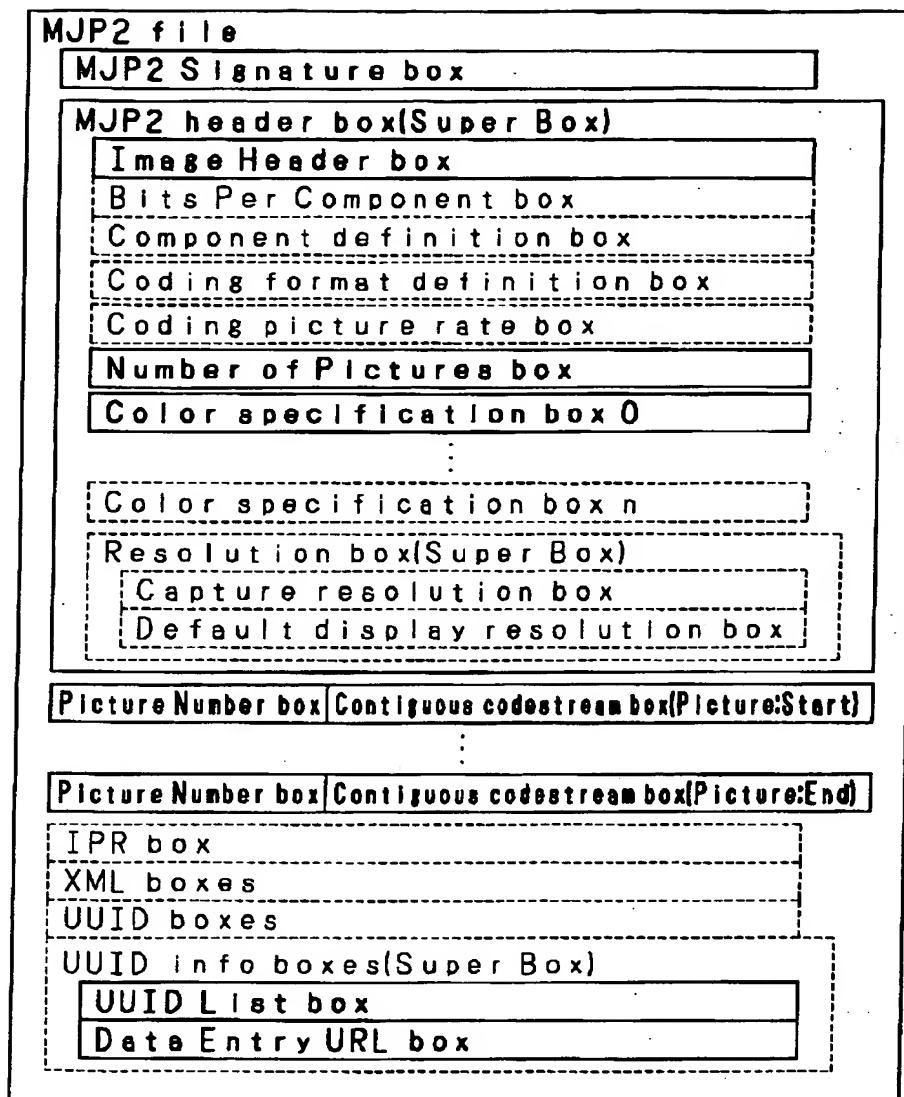 MJP2 file
MJP2 Signature box
MJP2 header box(Super Box)
Image Header box
Bits Per Component box
Component definition box
Coding format definition box
Coding picture rate box
Number of Pictures box
Color specification box 0
Color specification box n
Resolution box(Super Box)
Capture resolution box
Default display resolution box
Picture Number box Contiguous codestream box(Picture:Start)
Picture Number box Contiguous codestream box(Picture:End)
IPR box
XML boxes
UUID boxes
UUID info boxes(Super Box)
UUID List box
Data Entry URL box